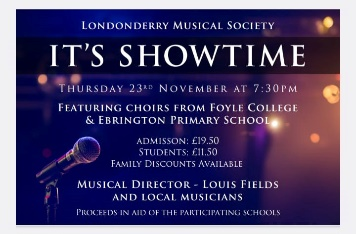 Londonderry Musical Society
It's Showtime
Thursday 23rd November at 7:30pm
Featuring choirs from Foyle College
& Ebrington Primary School
Admisson: £19.50
Students: £11.50
Family Discounts Available
Musical Director - Louis Fields
and local musicians
Proceeds in aid of the participating schools